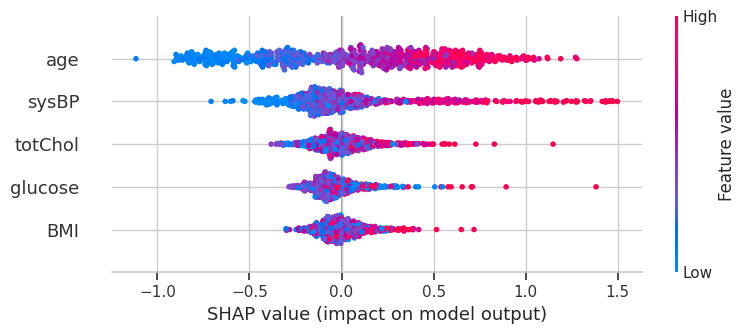 High
age
sysBP
totChol
glucose
BMI
Feature value
Low
−1.0 −0.5 0.0 0.5 1.0 1.5
SHAP value (impact on model output)